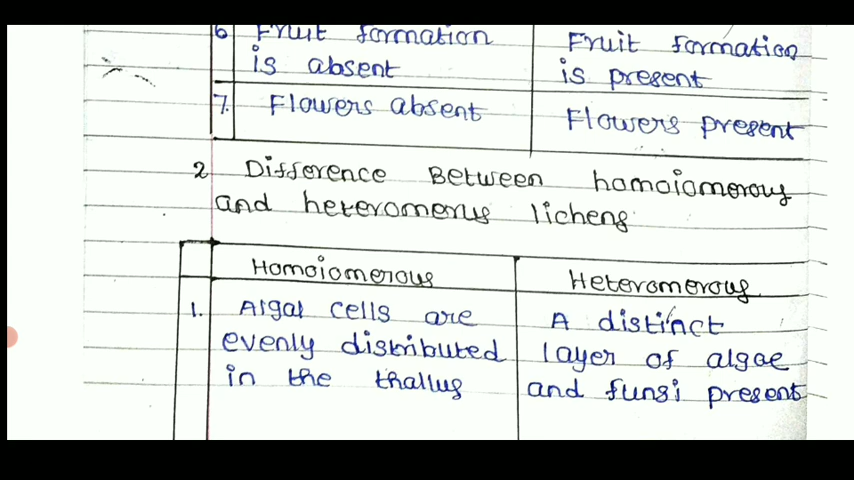 6 Fruit formation Fruit formation
is absent is present
7. Flowers absent Flowers present
2 Difference Between homoiomerous
and heteromerus lichens
Homoiomerous Heteromerous
1. Algal cells are A distinct
evenly distributed layer of algae
in the thallus and fungi present